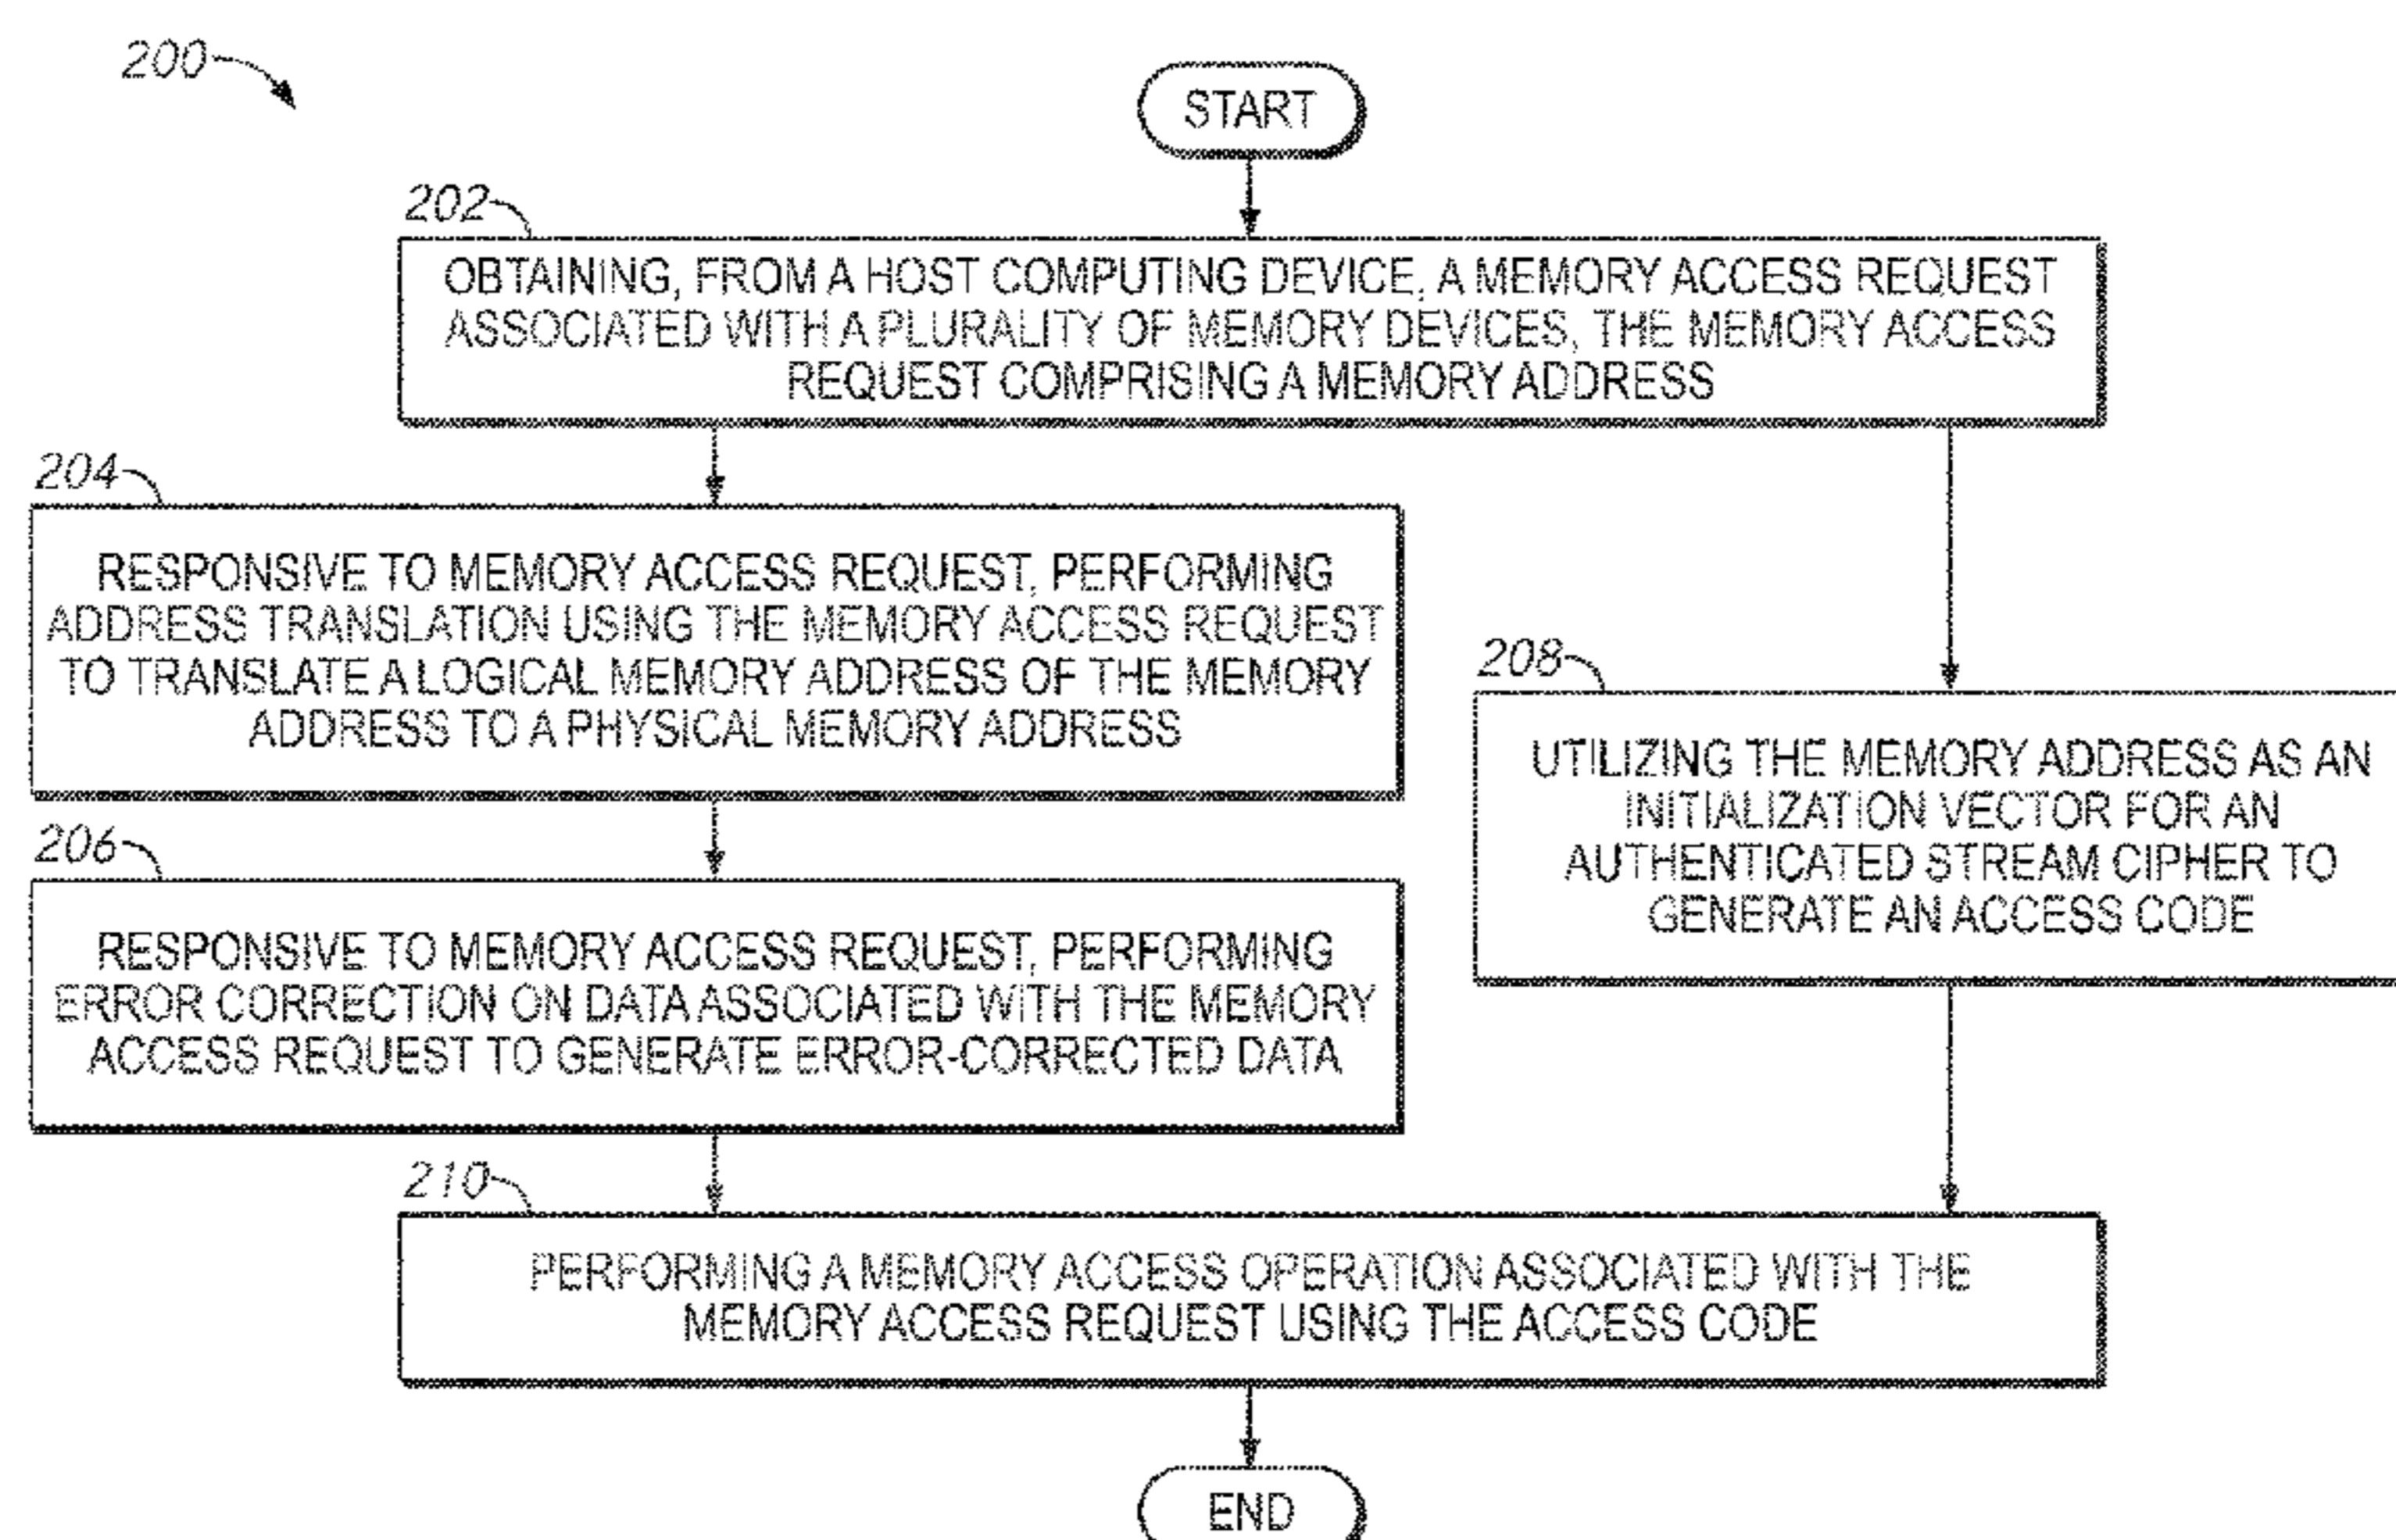 200
START
202
OBTAINING, FROM A HOST COMPUTING DEVICE, A MEMORY ACCESS REQUEST
ASSOCIATED WITH A PLURALITY OF MEMORY DEVICES, THE MEMORY ACCESS
REQUEST COMPRISING A MEMORY ADDRESS
204
RESPONSIVE TO MEMORY ACCESS REQUEST, PERFORMING
ADDRESS TRANSLATION USING THE MEMORY ACCESS REQUEST
TO TRANSLATE A LOGICAL MEMORY ADDRESS OF THE MEMORY
ADDRESS TO A PHYSICAL MEMORY ADDRESS
206
RESPONSIVE TO MEMORY ACCESS REQUEST, PERFORMING
ERROR CORRECTION ON DATA ASSOCIATED WITH THE MEMORY
ACCESS REQUEST TO GENERATE ERROR-CORRECTED DATA
208
UTILIZING THE MEMORY ADDRESS AS AN
INITIALIZATION VECTOR FOR AN
AUTHENTICATED STREAM CIPHER TO
GENERATE AN ACCESS CODE
210
PERFORMING A MEMORY ACCESS OPERATION ASSOCIATED WITH THE
MEMORY ACCESS REQUEST USING THE ACCESS CODE
END